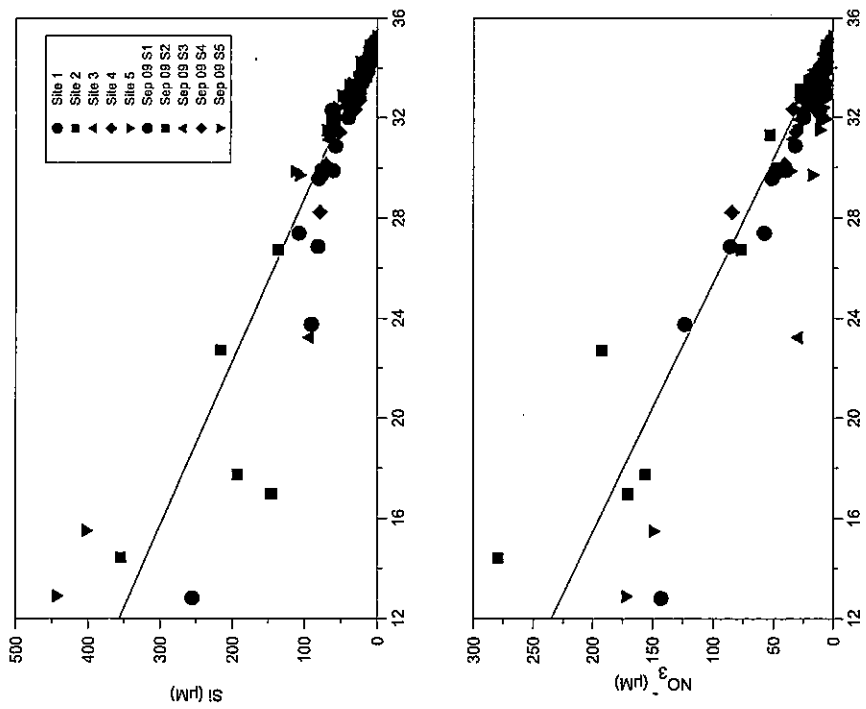 500
400
300
200
100
0
Si (μM)
Site 1
Site 2
Site 3
Site 4
Site 5
Sep 09 S1
Sep 09 S2
Sep 09 S3
Sep 09 S4
Sep 09 S5
12
16
20
24
28
32
36
300
250
200
150
100
50
0
NO₃⁻ (μM)
12
16
20
24
28
32
36